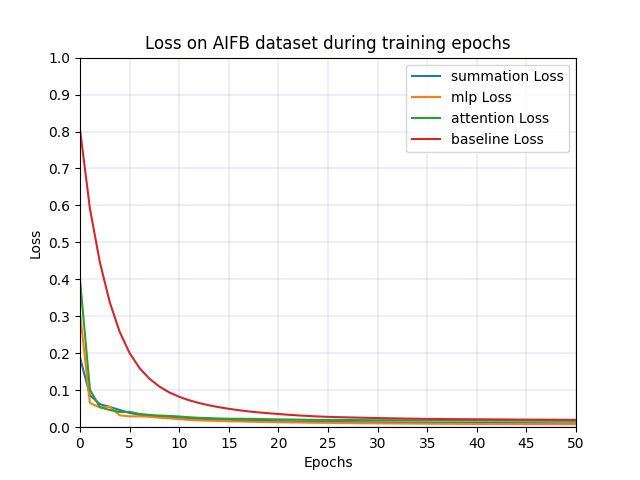 Loss on AIFB dataset during training epochs
1.0
0.9
0.8
0.7
0.6
0.5
0.4
0.3
0.2
0.1
0.0
Loss
summation Loss
mlp Loss
attention Loss
baseline Loss
0 5 10 15 20 25 30 35 40 45 50
Epochs